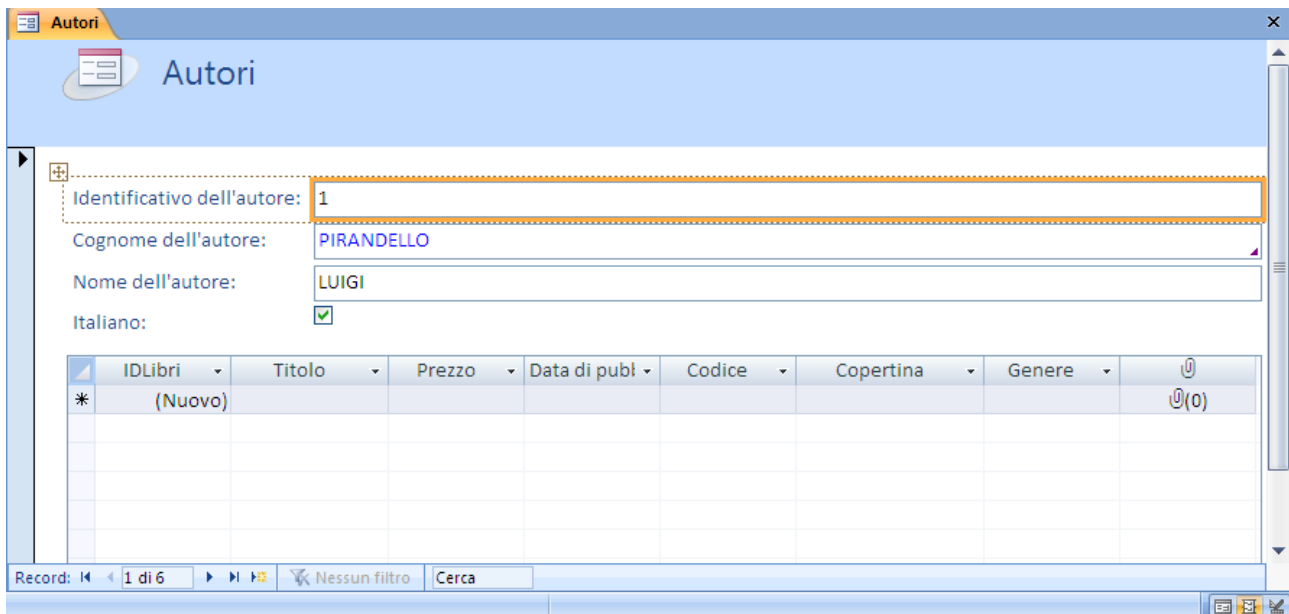 Autori
Autori
Identificativo dell'autore: 1
Cognome dell'autore: PIRANDELLO
Nome dell'autore: LUIGI
Italiano:
IDLibri Titolo Prezzo Data di pubbl Codice Copertina Genere
(Nuovo) (0)
Record: 1 di 6 Nessun filtro Cerca